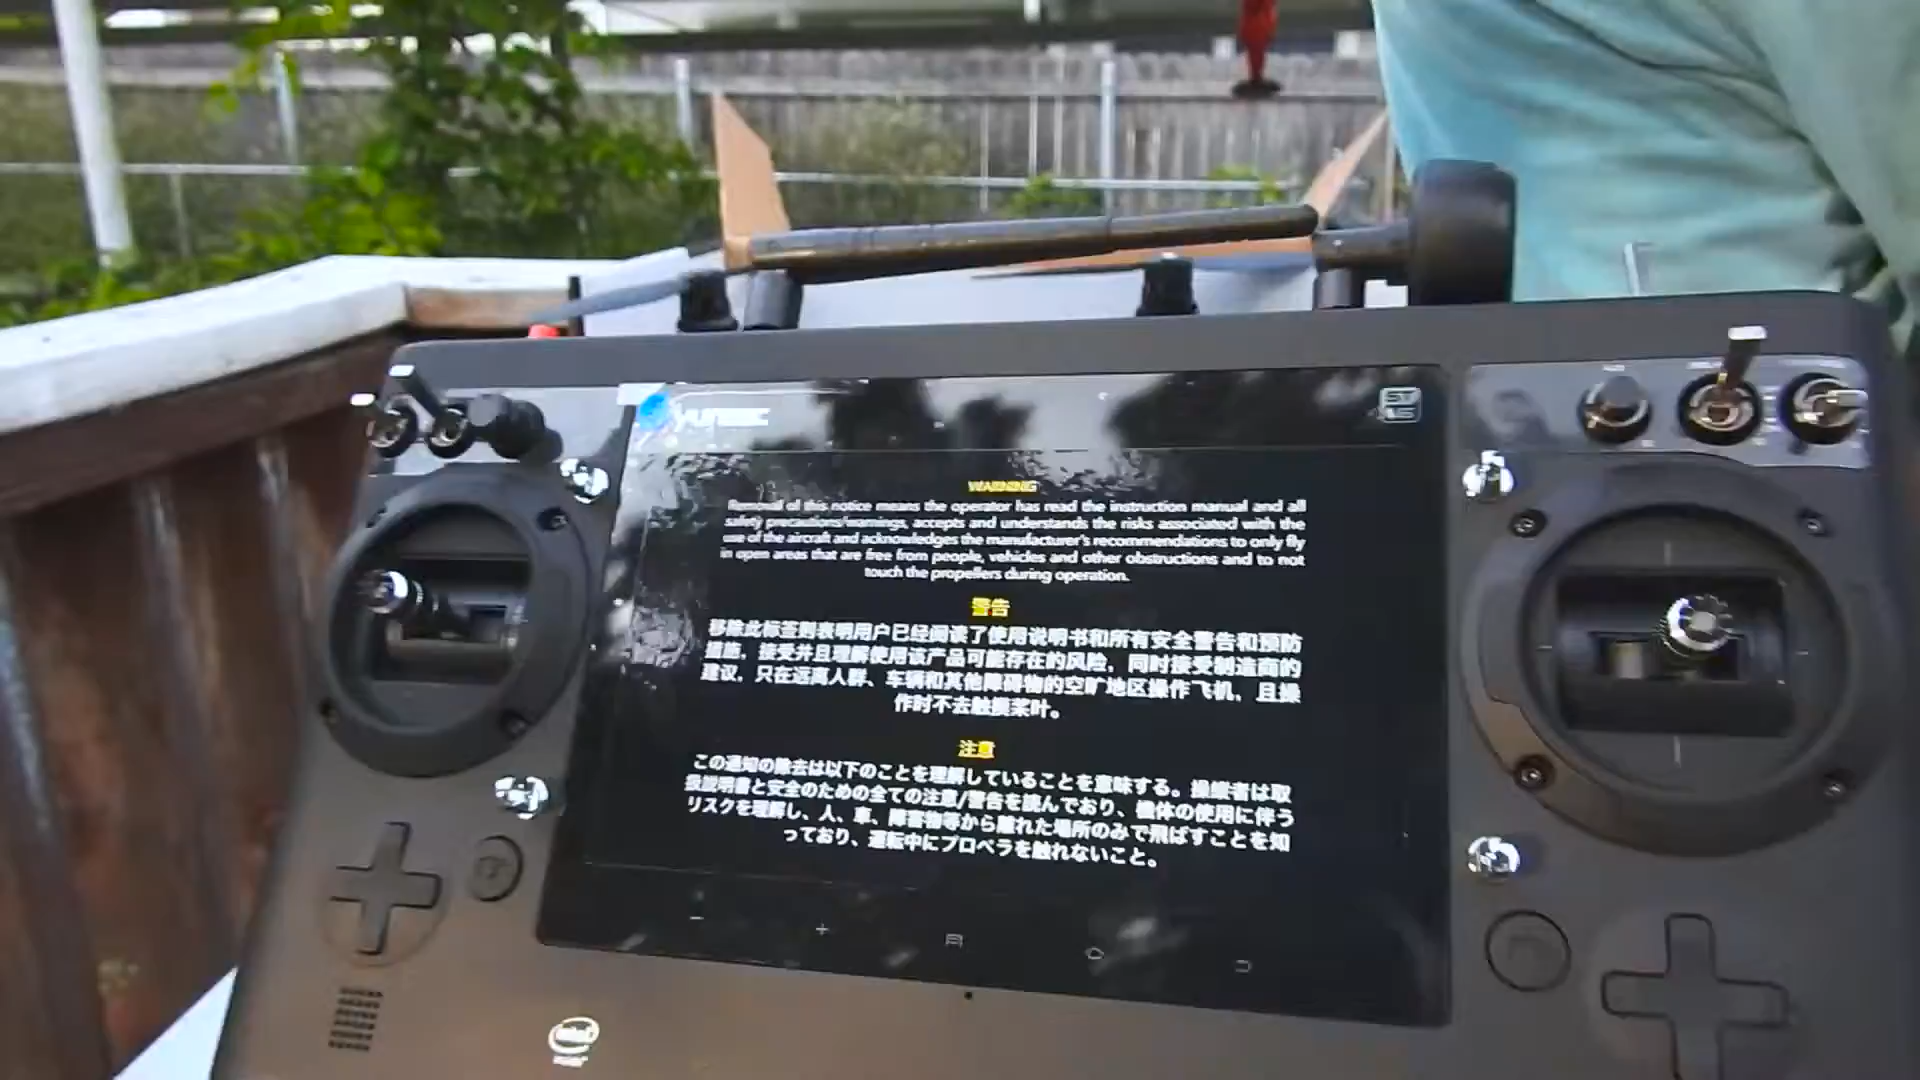 YUNEEC
ST
16
WARNING
Removal of this notice means the operator has read the instruction manual and all
safety precautions/warnings, accepts and understands the risks associated with the
use of the aircraft and acknowledges the manufacturer's recommendations to only fly
in open areas that are free from people, vehicles and other obstructions and to not
touch the propellers during operation.
警告
移除此标签则表明用户已经阅读了使用说明书和所有安全警告和预防
措施，接受并且理解使用该产品可能存在的风险，同时接受制造商的
建议，只在远离人群、车辆和其他障碍物的空旷地区操作飞机，且操
作时不去触摸桨叶。
注意
この通知の除去は以下のことを理解していることを意味する。操縦者は取
扱説明書と安全のための全ての注意/警告を読んでおり、機体の使用に伴う
リスクを理解し、人、車、障害物等から離れた場所のみで飛ばすことを知
っており、運転中にプロペラを触れないこと。
intel